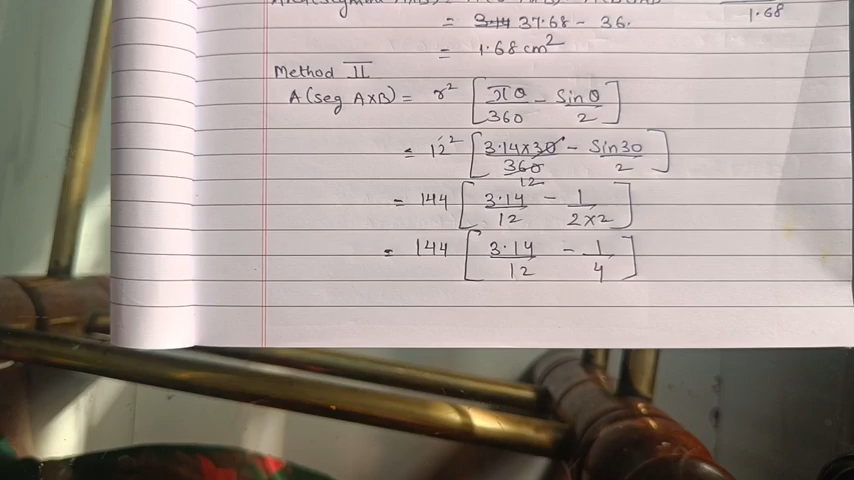 = 37.68 - 36.
1.68
= 1.68 cm²
Method II
A(seg AXB) = r² [πθ/360 - Sinθ/2]
= 12² [3.14×30/360 - Sin30/2]
12
= 144 [3.14/12 - 1/2×2]
= 144 [3.14/12 - 1/4]